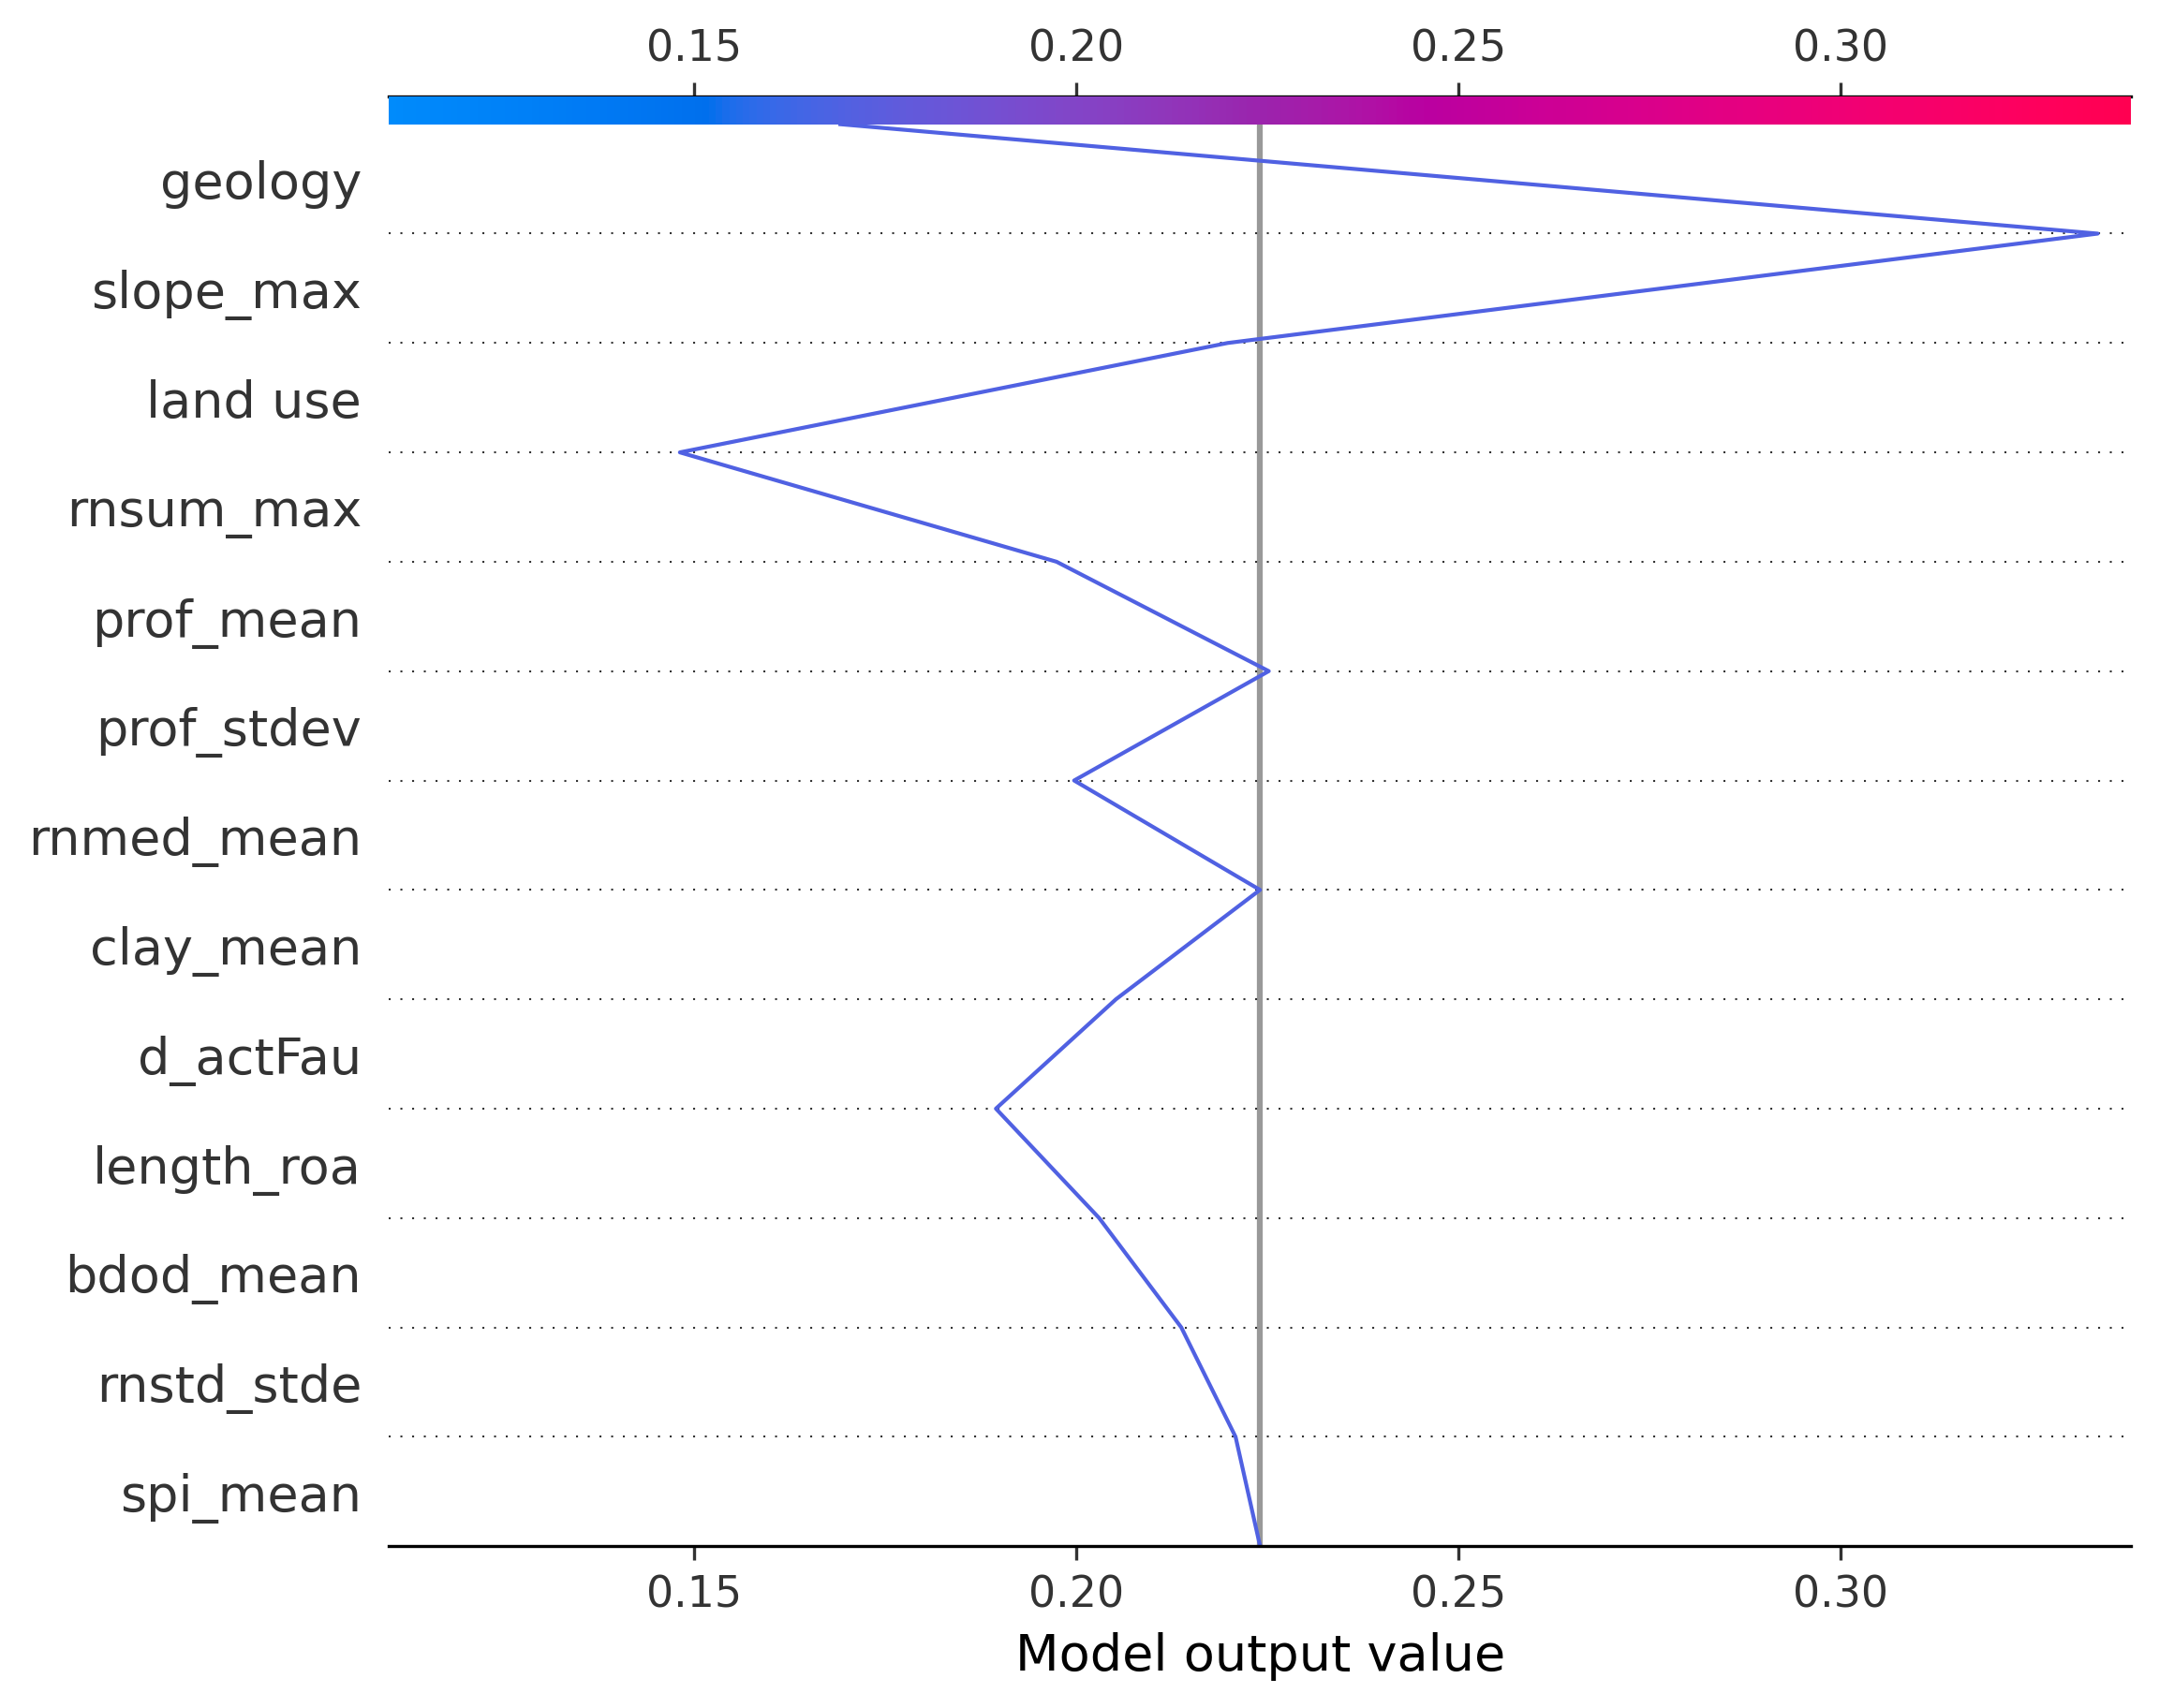 0.15 0.20 0.25 0.30
geology
slope_max
land use
rnsum_max
prof_mean
prof_stdev
rnmed_mean
clay_mean
d_actFau
length_roa
bdod_mean
rnstd_stde
spi_mean
0.15 0.20 0.25 0.30
Model output value